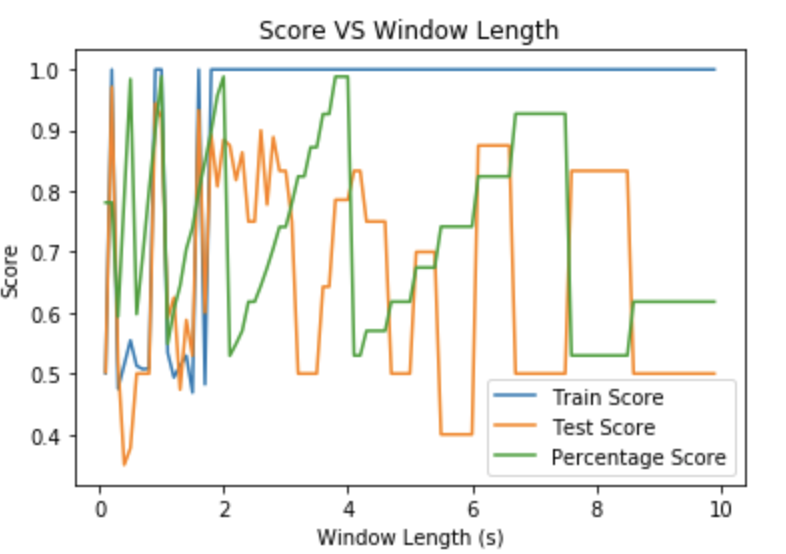 Score VS Window Length
1.0
0.9
0.8
0.7
0.6
0.5
0.4
Score
Train Score
Test Score
Percentage Score
0 2 4 6 8 10
Window Length (s)